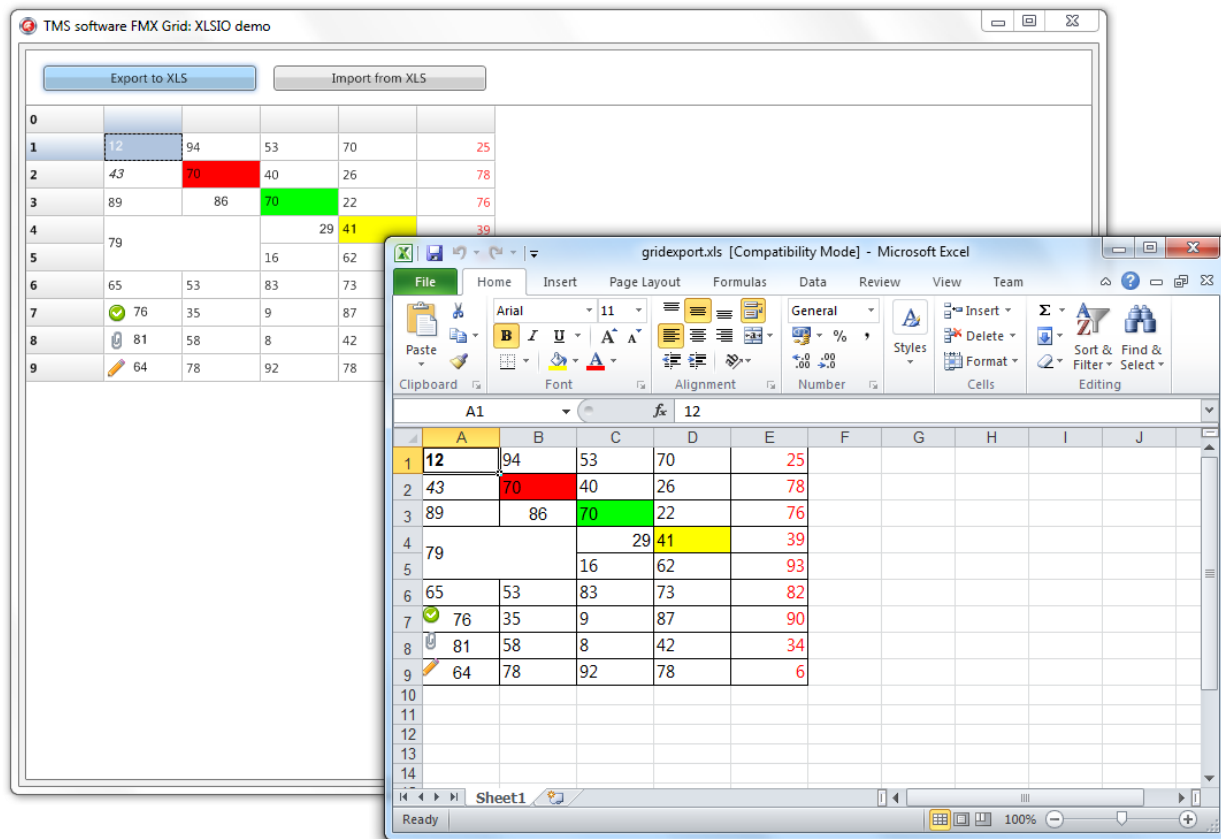 TMS software FMX Grid: XLSIO demo
Export to XLS Import from XLS
0
1 12 94 53 70 25
2 43 70 40 26 78
3 89 86 70 22 76
4 79 29 41 39
5 16 62
6 65 53 83 73
7 76 35 9 87
8 81 58 8 42
9 64 78 92 78
gridexport.xls [Compatibility Mode] - Microsoft Excel
File Home Insert Page Layout Formulas Data Review View Team
Arial 11 General Insert
B I U A A % , Delete
Paste Styles Format Sort & Find &
Filter Select
Clipboard Font Alignment Number Cells Editing
A1 fx 12
A B C D E F G H I J
1 12 94 53 70 25
2 43 70 40 26 78
3 89 86 70 22 76
4 79 29 41 39
5 16 62 93
6 65 53 83 73 82
7 76 35 9 87 90
8 81 58 8 42 34
9 64 78 92 78 6
10
11
12
13
14
Sheet1
Ready 100%